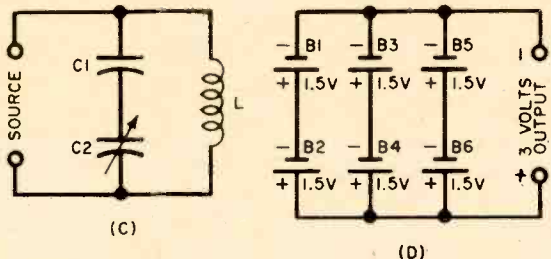 SOURCE
C1
C2
L
(C)
- B1 - B3 - B5 -
+ 1.5V + 1.5V + 1.5V
- B2 - B4 - B6
+ 1.5V + 1.5V + 1.5V
3 VOLTS
OUTPUT
+
(D)